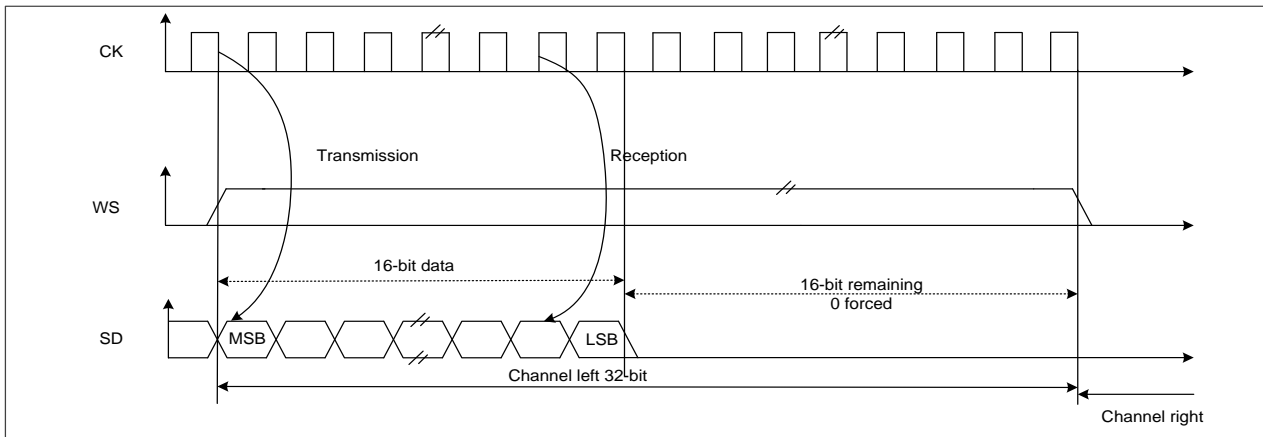 CK
Transmission
Reception
WS
16-bit data
16-bit remaining
0 forced
SD
MSB
LSB
Channel left 32-bit
Channel right